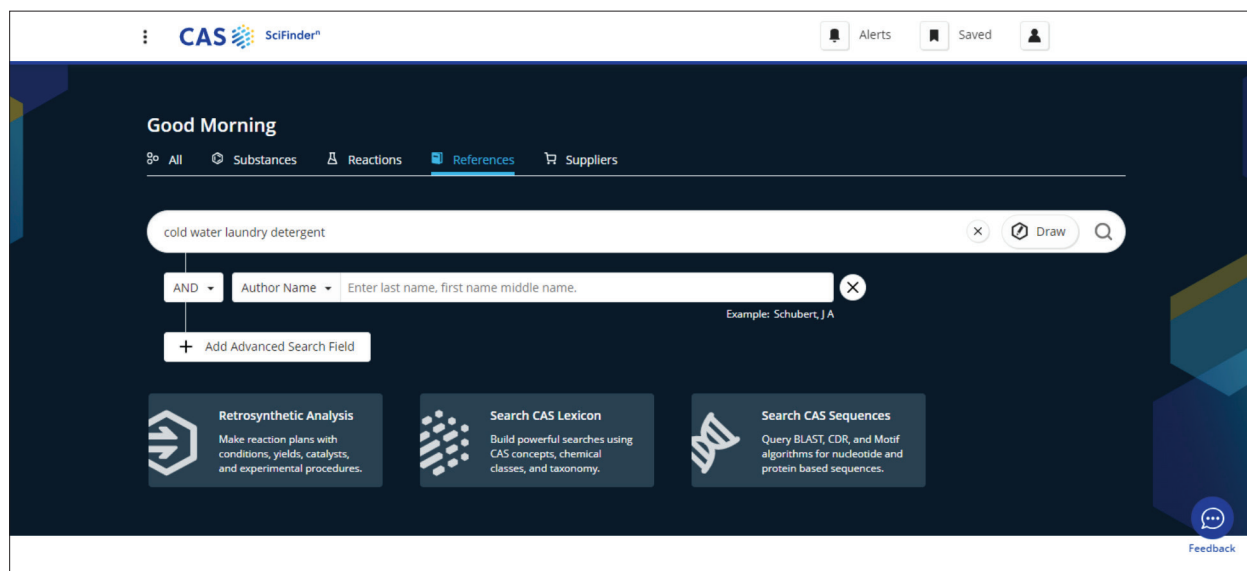 CAS SciFinderⁿ
Alerts
Saved
Good Morning
All
Substances
Reactions
References
Suppliers
cold water laundry detergent
Draw
AND
Author Name
Enter last name, first name middle name.
Example: Schubert, J A
Add Advanced Search Field
Retrosynthetic Analysis
Make reaction plans with
conditions, yields, catalysts,
and experimental procedures.
Search CAS Lexicon
Build powerful searches using
CAS concepts, chemical
classes, and taxonomy.
Search CAS Sequences
Query BLAST, CDR, and Motif
algorithms for nucleotide and
protein based sequences.
Feedback